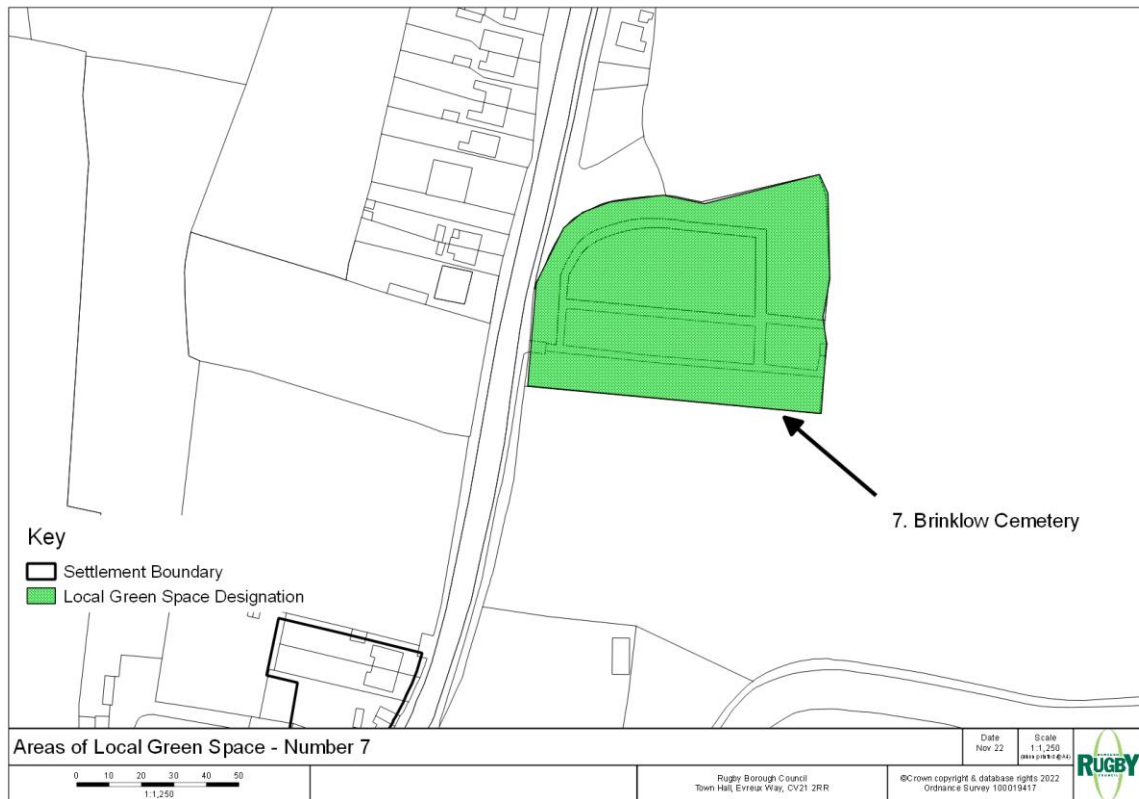 7. Brinklow Cemetery
Key
Settlement Boundary
Local Green Space Designation
Areas of Local Green Space - Number 7
Date
Nov 22
Scale
1:1,250
0 10 20 30 40 50
1:1,250
Rugby Borough Council
Town Hall, Evreux Way, CV21 2RR
©Crown copyright & database rights 2022
Ordnance Survey 100019417
RUGBY